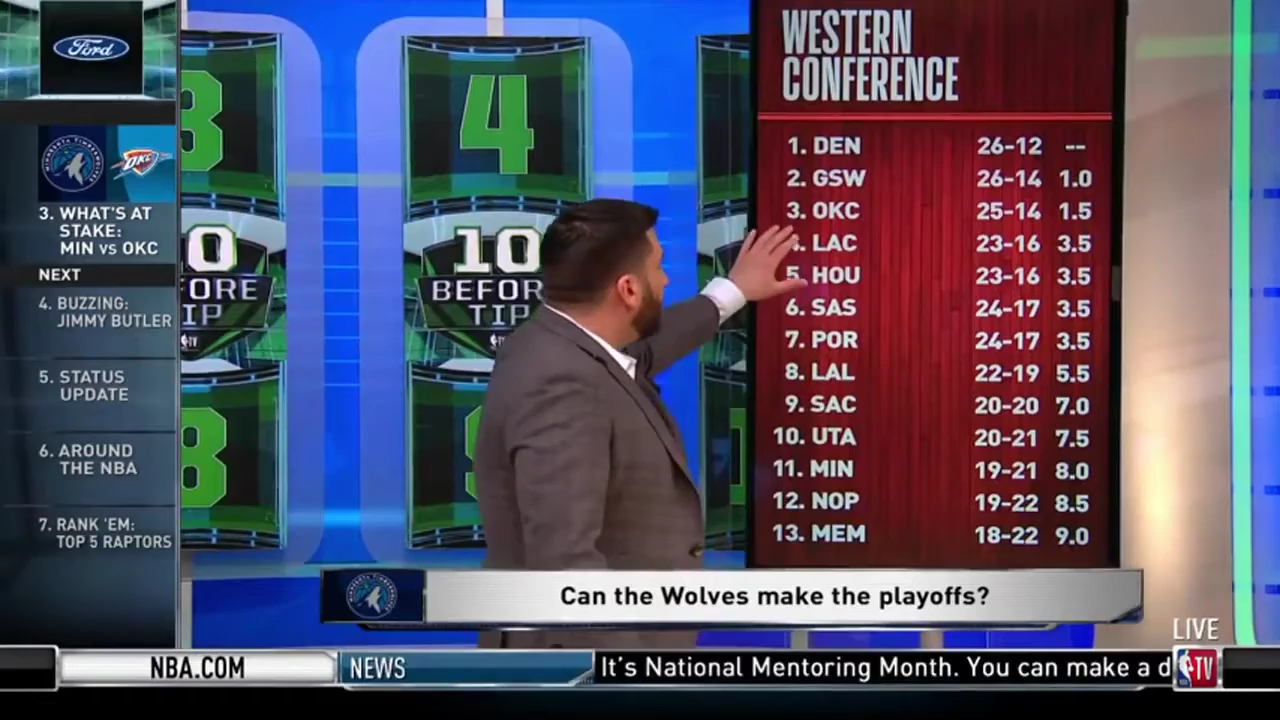 Ford
MINNESOTA TIMBERWOLVES
OKC
3. WHAT'S AT
STAKE:
MIN vs OKC
NEXT
4. BUZZING:
JIMMY BUTLER
5. STATUS
UPDATE
6. AROUND
THE NBA
7. RANK 'EM:
TOP 5 RAPTORS
3
4
10
BEFORE
TIP
8
WESTERN
CONFERENCE
1. DEN 26-12 --
2. GSW 26-14 1.0
3. OKC 25-14 1.5
LAC 23-16 3.5
5. HOU 23-16 3.5
6. SAS 24-17 3.5
7. POR 24-17 3.5
8. LAL 22-19 5.5
9. SAC 20-20 7.0
10. UTA 20-21 7.5
11. MIN 19-21 8.0
12. NOP 19-22 8.5
13. MEM 18-22 9.0
Can the Wolves make the playoffs?
LIVE
NBA.COM
NEWS
It's National Mentoring Month. You can make a d
TV